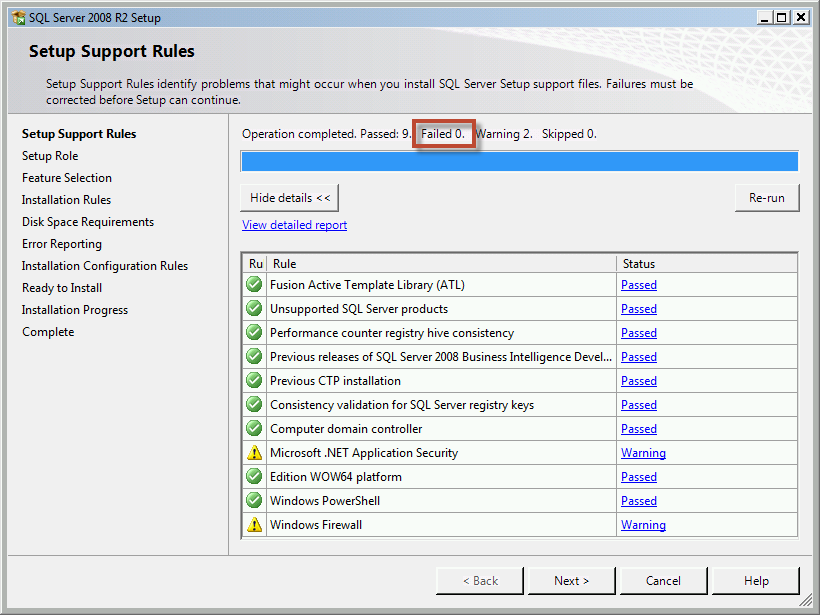 SQL Server 2008 R2 Setup
Setup Support Rules
Setup Support Rules identify problems that might occur when you install SQL Server Setup support files. Failures must be
corrected before Setup can continue.
Setup Support Rules
Setup Role
Feature Selection
Installation Rules
Disk Space Requirements
Error Reporting
Installation Configuration Rules
Ready to Install
Installation Progress
Complete
Operation completed. Passed: 9. Failed 0. Warning 2. Skipped 0.
Hide details <<
Re-run
View detailed report
Ru Rule Status
Fusion Active Template Library (ATL) Passed
Unsupported SQL Server products Passed
Performance counter registry hive consistency Passed
Previous releases of SQL Server 2008 Business Intelligence Devel... Passed
Previous CTP installation Passed
Consistency validation for SQL Server registry keys Passed
Computer domain controller Passed
Microsoft .NET Application Security Warning
Edition WOW64 platform Passed
Windows PowerShell Passed
Windows Firewall Warning
< Back Next > Cancel Help